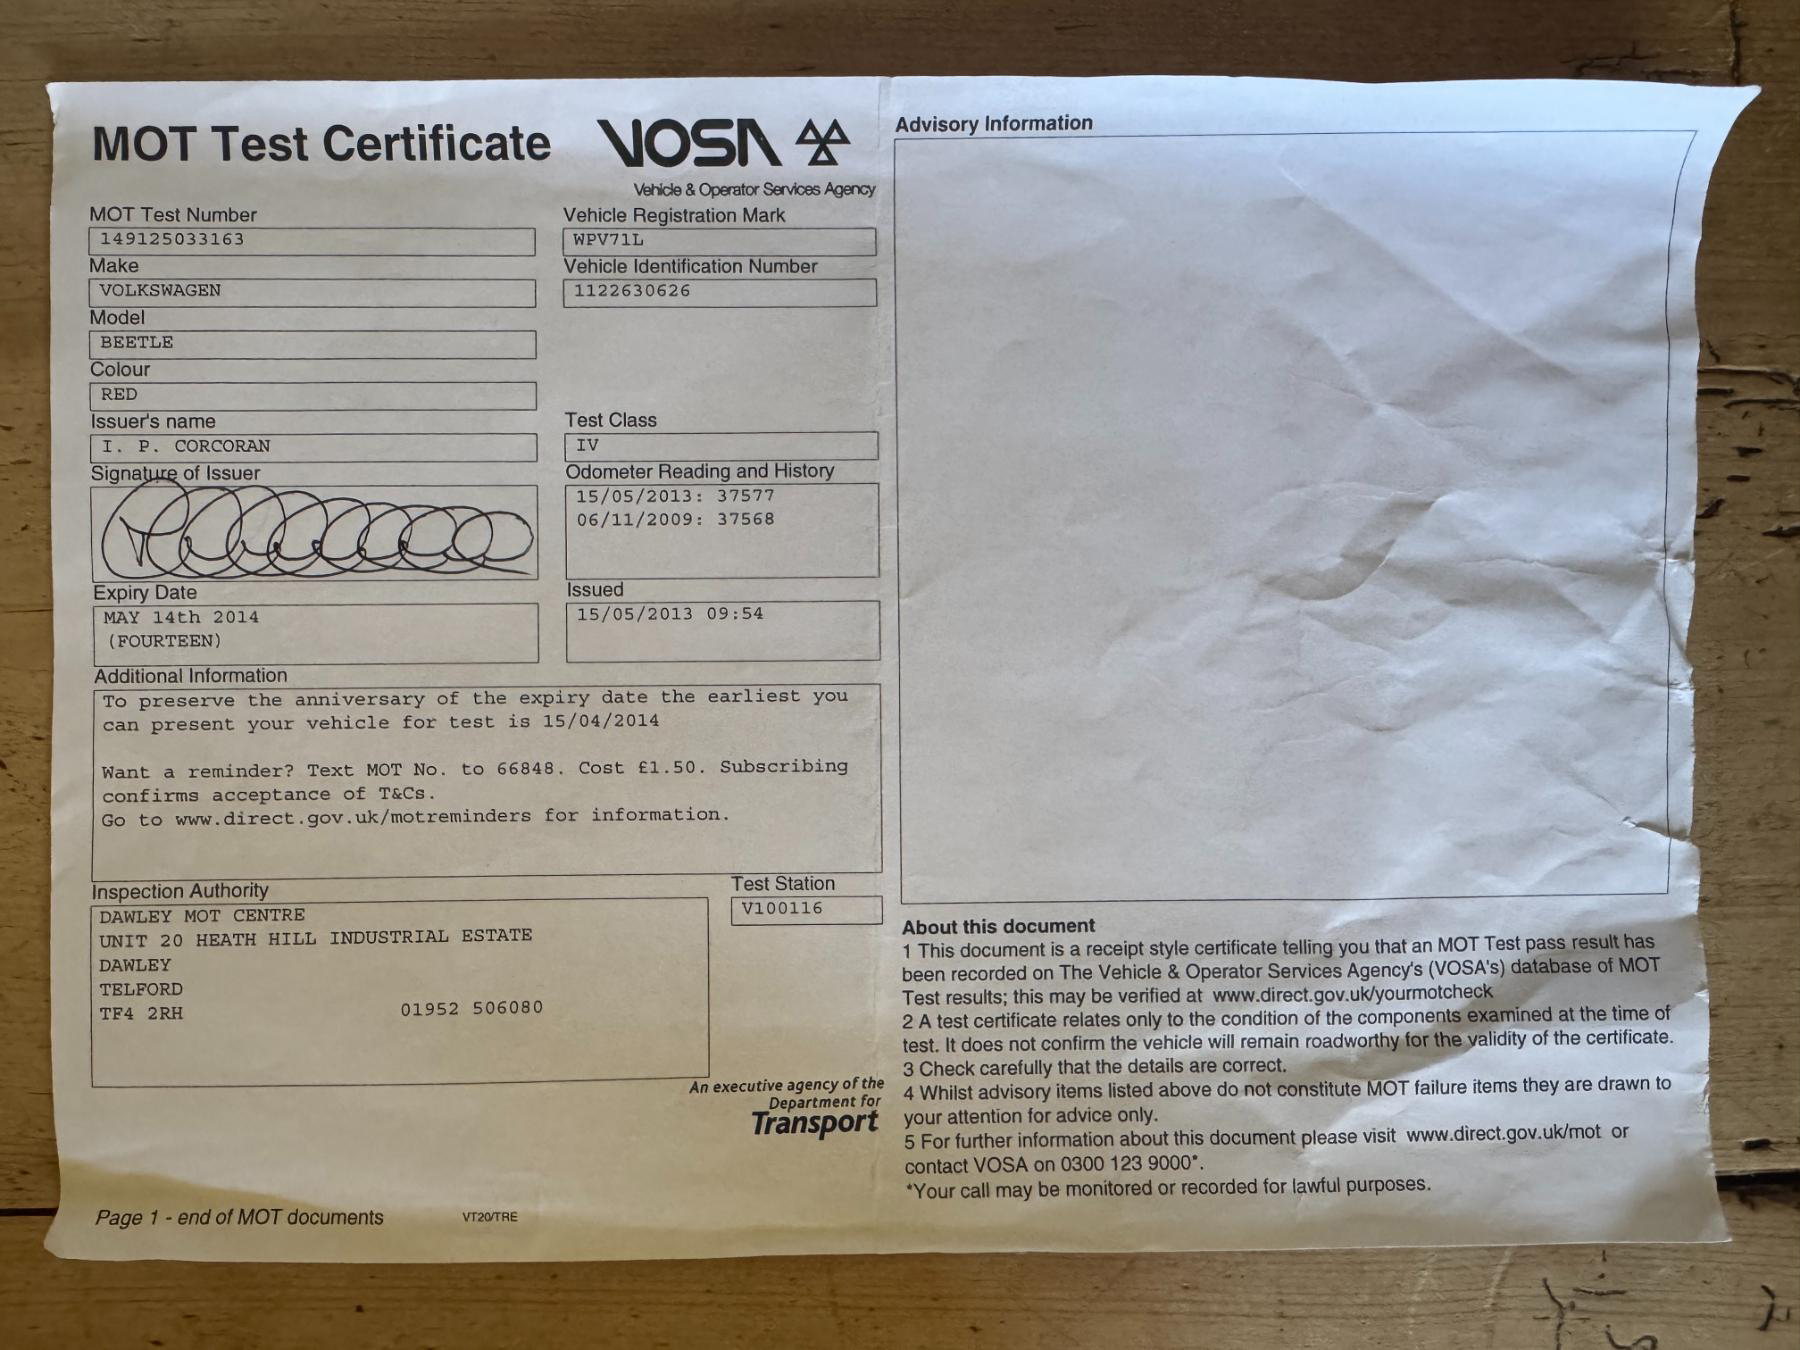 MOT Test Certificate
VOSA
Vehicle & Operator Services Agency
MOT Test Number
149125033163
Vehicle Registration Mark
WPV71L
Make
VOLKSWAGEN
Vehicle Identification Number
1122630626
Model
BEETLE
Colour
RED
Issuer's name
I. P. CORCORAN
Test Class
IV
Signature of Issuer
Odometer Reading and History
15/05/2013: 37577
06/11/2009: 37568
Expiry Date
MAY 14th 2014
(FOURTEEN)
Issued
15/05/2013 09:54
Additional Information
To preserve the anniversary of the expiry date the earliest you
can present your vehicle for test is 15/04/2014
Want a reminder? Text MOT No. to 66848. Cost £1.50. Subscribing
confirms acceptance of T&Cs.
Go to www.direct.gov.uk/motreminders for information.
Inspection Authority
DAWLEY MOT CENTRE
UNIT 20 HEATH HILL INDUSTRIAL ESTATE
DAWLEY
TELFORD
TF4 2RH 01952 506080
Test Station
V100116
An executive agency of the
Department for
Transport
Page 1 - end of MOT documents VT20/TRE
Advisory Information
About this document
1 This document is a receipt style certificate telling you that an MOT Test pass result has
been recorded on The Vehicle & Operator Services Agency's (VOSA's) database of MOT
Test results; this may be verified at www.direct.gov.uk/yourmotcheck
2 A test certificate relates only to the condition of the components examined at the time of
test. It does not confirm the vehicle will remain roadworthy for the validity of the certificate.
3 Check carefully that the details are correct.
4 Whilst advisory items listed above do not constitute MOT failure items they are drawn to
your attention for advice only.
5 For further information about this document please visit www.direct.gov.uk/mot or
contact VOSA on 0300 123 9000*.
*Your call may be monitored or recorded for lawful purposes.